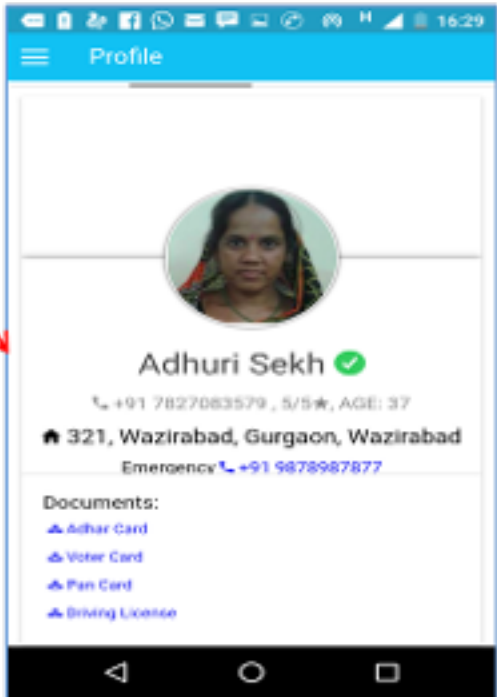 16:29
Profile
Adhuri Sekh
+91 7827083579 , 5/5★, AGE: 37
321, Wazirabad, Gurgaon, Wazirabad
Emergency +91 9878987877
Documents:
Adhar Card
Voter Card
Pan Card
Driving License